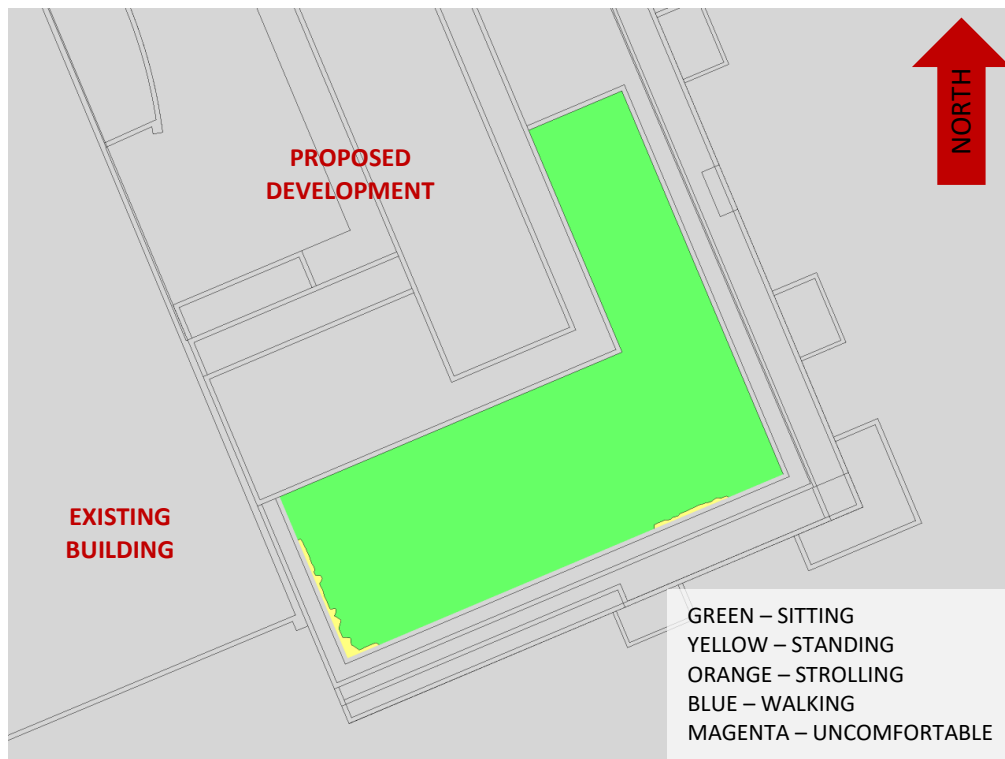 NORTH
PROPOSED
DEVELOPMENT
EXISTING
BUILDING
GREEN – SITTING
YELLOW – STANDING
ORANGE – STROLLING
BLUE – WALKING
MAGENTA – UNCOMFORTABLE